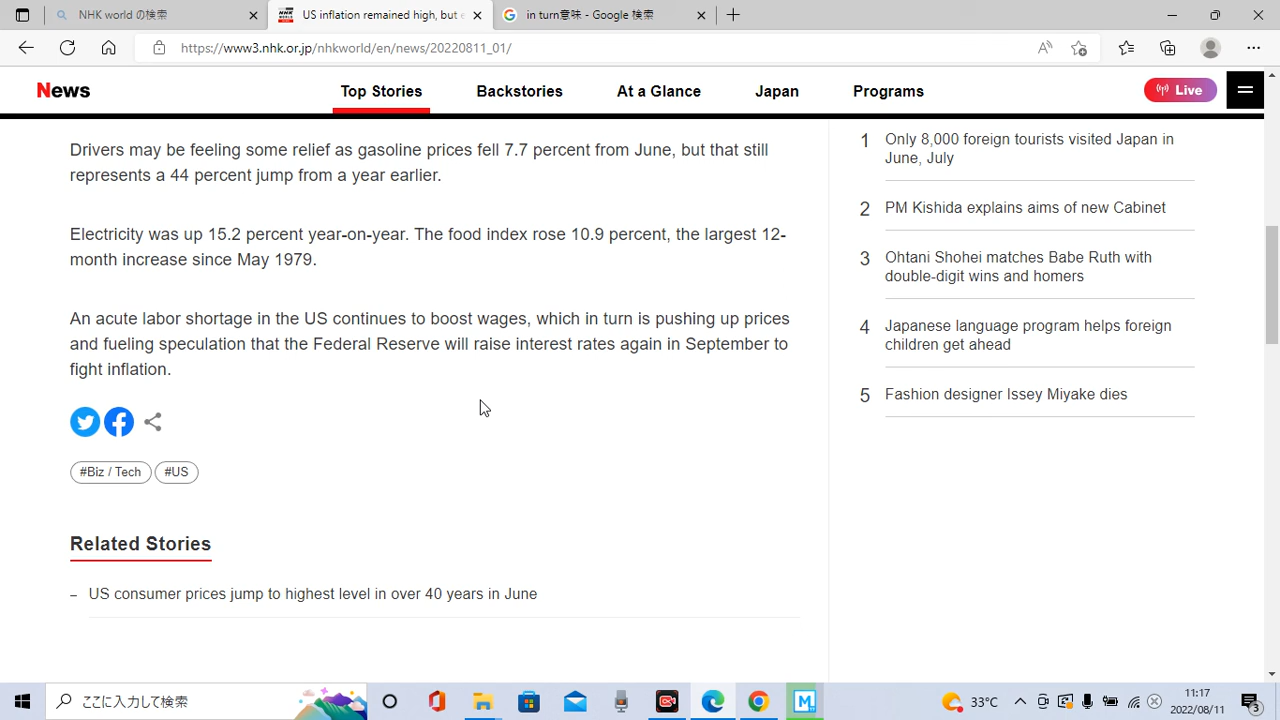 NHK world の検索
US inflation remained high, but e
in turn意味 - Google 検索
https://www3.nhk.or.jp/nhkworld/en/news/20220811_01/
News
Top Stories
Backstories
At a Glance
Japan
Programs
Live
Drivers may be feeling some relief as gasoline prices fell 7.7 percent from June, but that still
represents a 44 percent jump from a year earlier.
Electricity was up 15.2 percent year-on-year. The food index rose 10.9 percent, the largest 12-
month increase since May 1979.
An acute labor shortage in the US continues to boost wages, which in turn is pushing up prices
and fueling speculation that the Federal Reserve will raise interest rates again in September to
fight inflation.
#Biz / Tech
#US
Related Stories
– US consumer prices jump to highest level in over 40 years in June
1 Only 8,000 foreign tourists visited Japan in
June, July
2 PM Kishida explains aims of new Cabinet
3 Ohtani Shohei matches Babe Ruth with
double-digit wins and homers
4 Japanese language program helps foreign
children get ahead
5 Fashion designer Issey Miyake dies
ここに入力して検索
33°C
11:17
2022/08/11
3